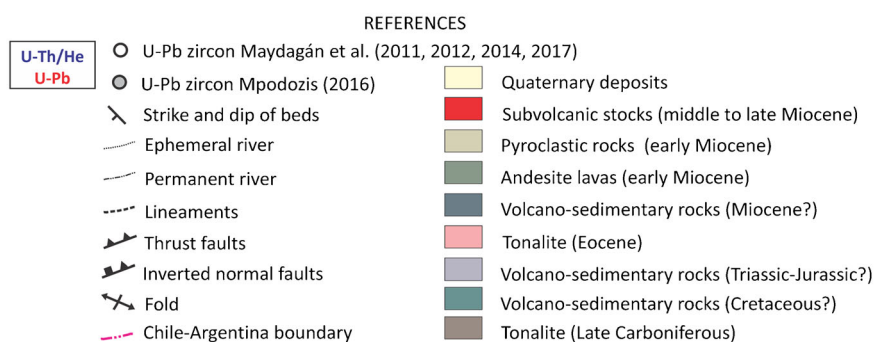 REFERENCES
U-Th/He
U-Pb
U-Pb zircon Maydagán et al. (2011, 2012, 2014, 2017)
U-Pb zircon Mpodozis (2016)
Strike and dip of beds
Ephemeral river
Permanent river
Lineaments
Thrust faults
Inverted normal faults
Fold
Chile-Argentina boundary
Quaternary deposits
Subvolcanic stocks (middle to late Miocene)
Pyroclastic rocks (early Miocene)
Andesite lavas (early Miocene)
Volcano-sedimentary rocks (Miocene?)
Tonalite (Eocene)
Volcano-sedimentary rocks (Triassic-Jurassic?)
Volcano-sedimentary rocks (Cretaceous?)
Tonalite (Late Carboniferous)